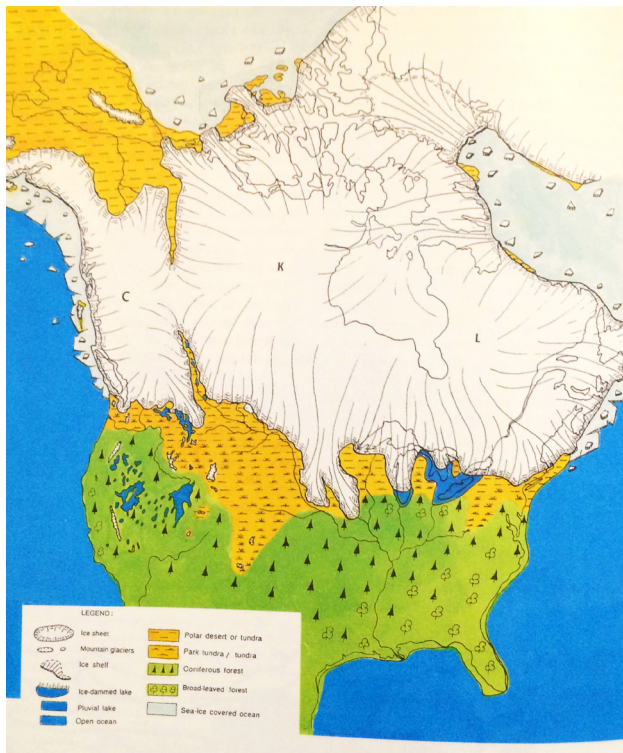 K
C
L
LEGEND:
Ice sheet
Mountain glaciers
Ice shelf
Ice-dammed lake
Pluvial lake
Open ocean
Polar desert or tundra
Park tundra / tundra
Coniferous forest
Broad-leaved forest
Sea-ice covered ocean